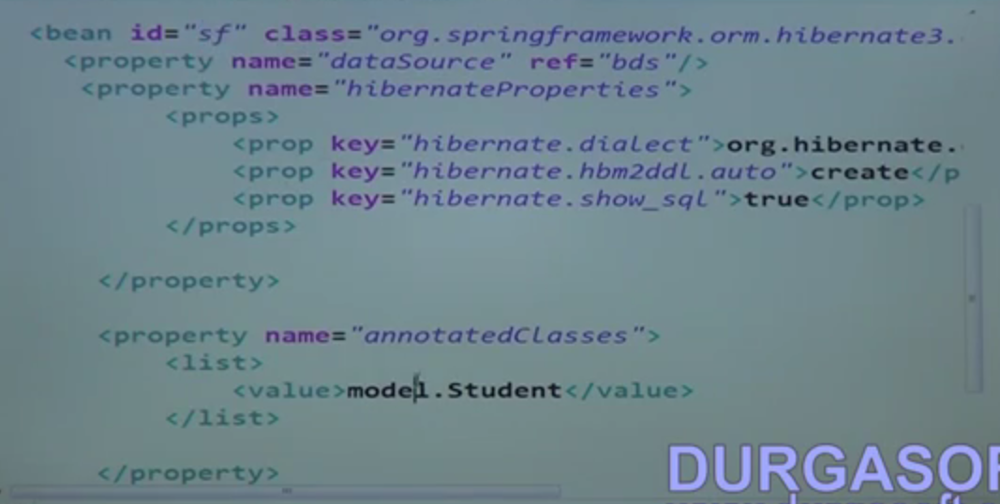 <bean id="sf" class="org.springframework.orm.hibernate3.
<property name="dataSource" ref="bds"/>
<property name="hibernateProperties">
<props>
<prop key="hibernate.dialect">org.hibernate.
<prop key="hibernate.hbm2ddl.auto">create</p
<prop key="hibernate.show_sql">true</prop>
</props>
</property>
<property name="annotatedClasses">
<list>
<value>model.Student</value>
</list>
</property>
DURGASOF